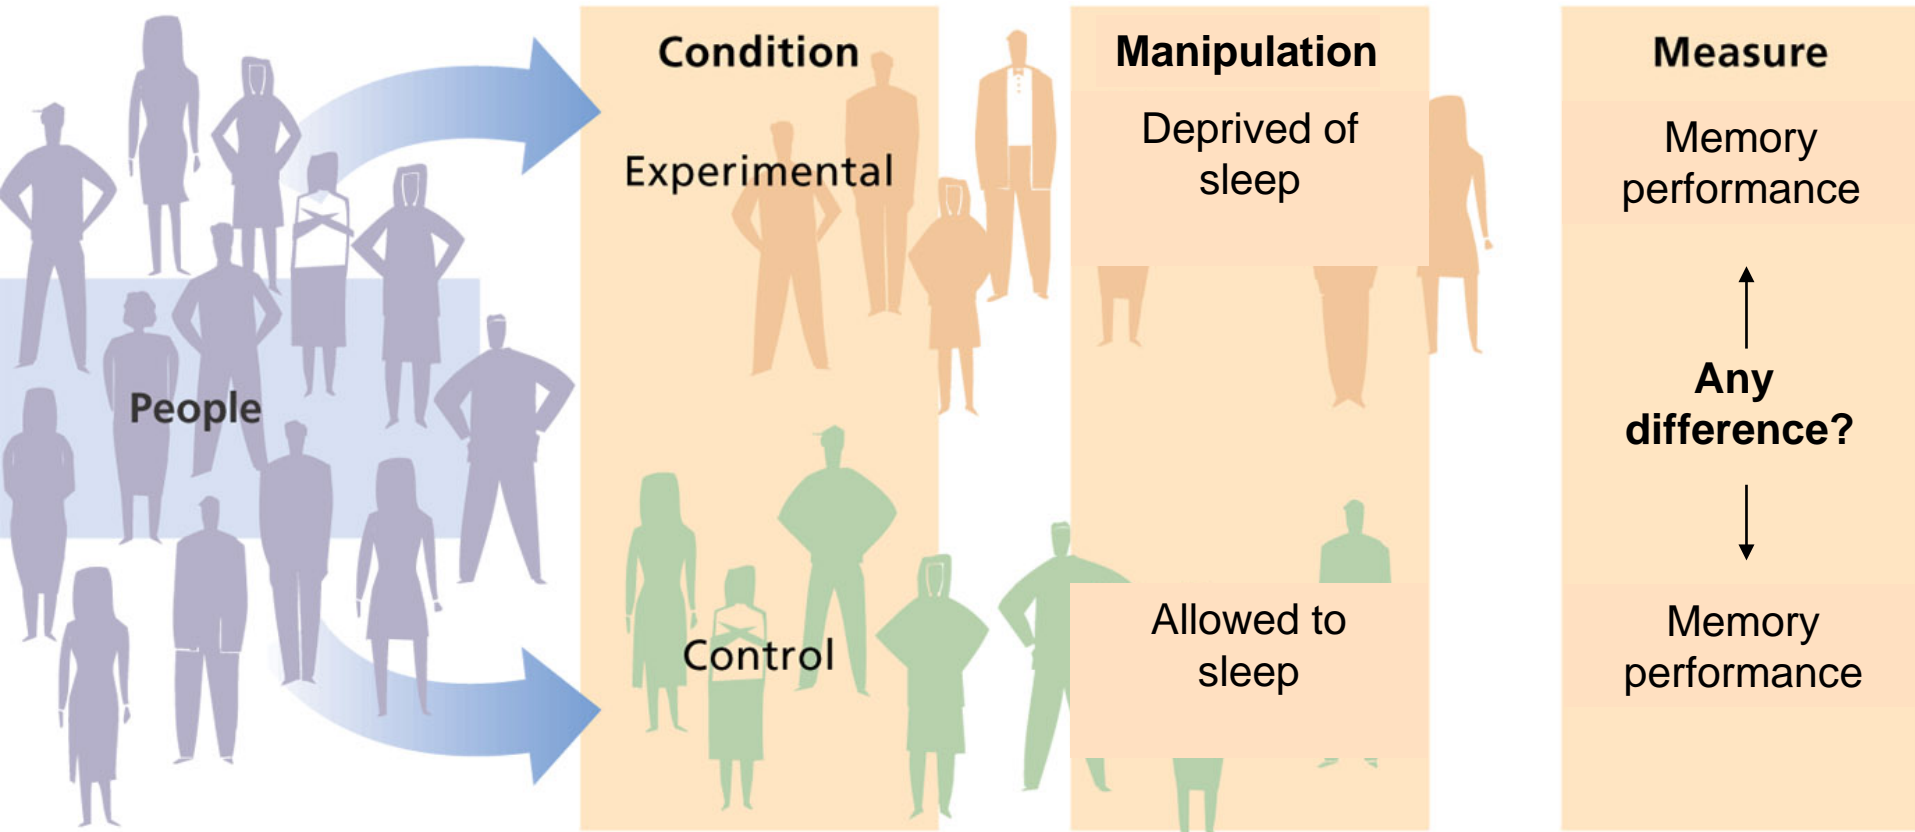 People
Condition
Experimental
Control
Manipulation
Deprived of
sleep
Allowed to
sleep
Measure
Memory
performance
Any
difference?
Memory
performance